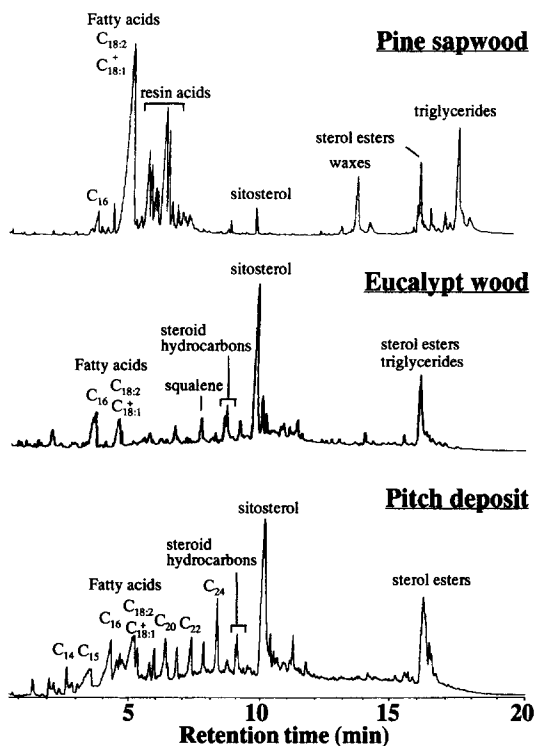 Pine sapwood
Fatty acids
C18:2
+
C18:1
resin acids
C16
sitosterol
waxes
sterol esters
triglycerides
Eucalypt wood
sitosterol
steroid
hydrocarbons
Fatty acids
C16
C18:2
+
C18:1
squalene
sterol esters
triglycerides
Pitch deposit
sitosterol
steroid
hydrocarbons
Fatty acids
C14
C15
C16
C18:2
+
C18:1
C20
C22
C24
sterol esters
5
10
15
20
Retention time (min)